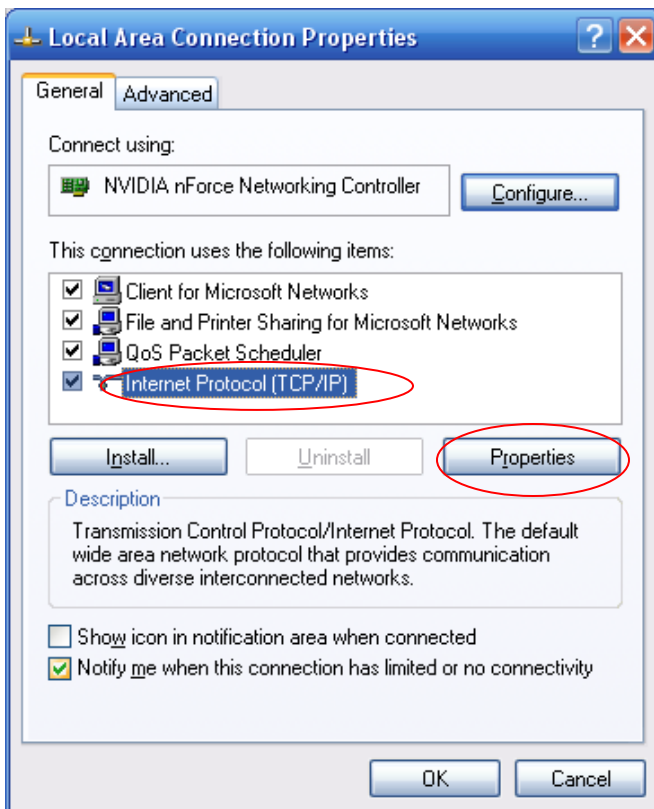 Local Area Connection Properties
General
Advanced
Connect using:
NVIDIA nForce Networking Controller
Configure...
This connection uses the following items:
Client for Microsoft Networks
File and Printer Sharing for Microsoft Networks
QoS Packet Scheduler
Internet Protocol (TCP/IP)
Install...
Uninstall
Properties
Description
Transmission Control Protocol/Internet Protocol. The default
wide area network protocol that provides communication
across diverse interconnected networks.
Show icon in notification area when connected
Notify me when this connection has limited or no connectivity
OK
Cancel